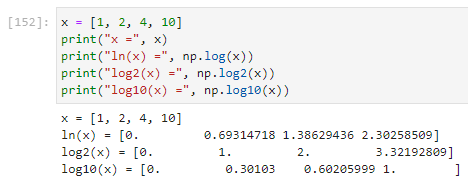 [152]: x = [1, 2, 4, 10]
print("x =", x)
print("ln(x) =", np.log(x))
print("log2(x) =", np.log2(x))
print("log10(x) =", np.log10(x))
x = [1, 2, 4, 10]
ln(x) = [0.         0.69314718 1.38629436 2.30258509]
log2(x) = [0.         1.         2.         3.32192809]
log10(x) = [0.         0.30103    0.60205999 1.        ]